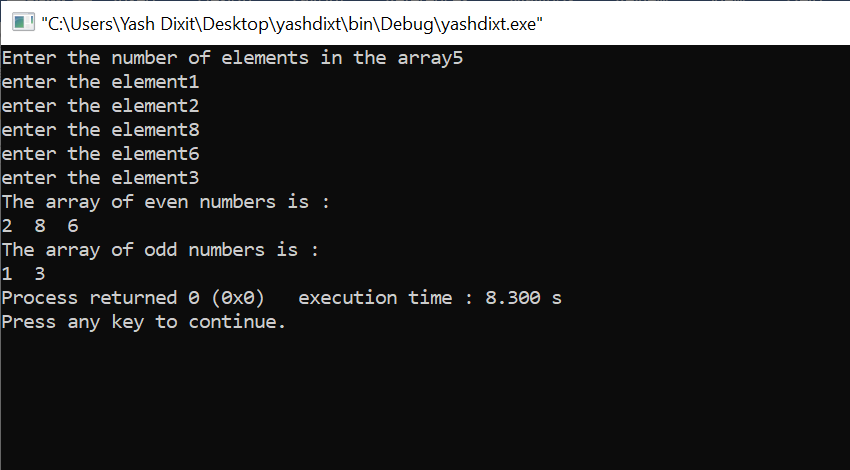 "C:\Users\Yash Dixit\Desktop\yashdixt\bin\Debug\yashdixt.exe"
Enter the number of elements in the array5
enter the element1
enter the element2
enter the element8
enter the element6
enter the element3
The array of even numbers is :
2  8  6
The array of odd numbers is :
1  3
Process returned 0 (0x0)   execution time : 8.300 s
Press any key to continue.